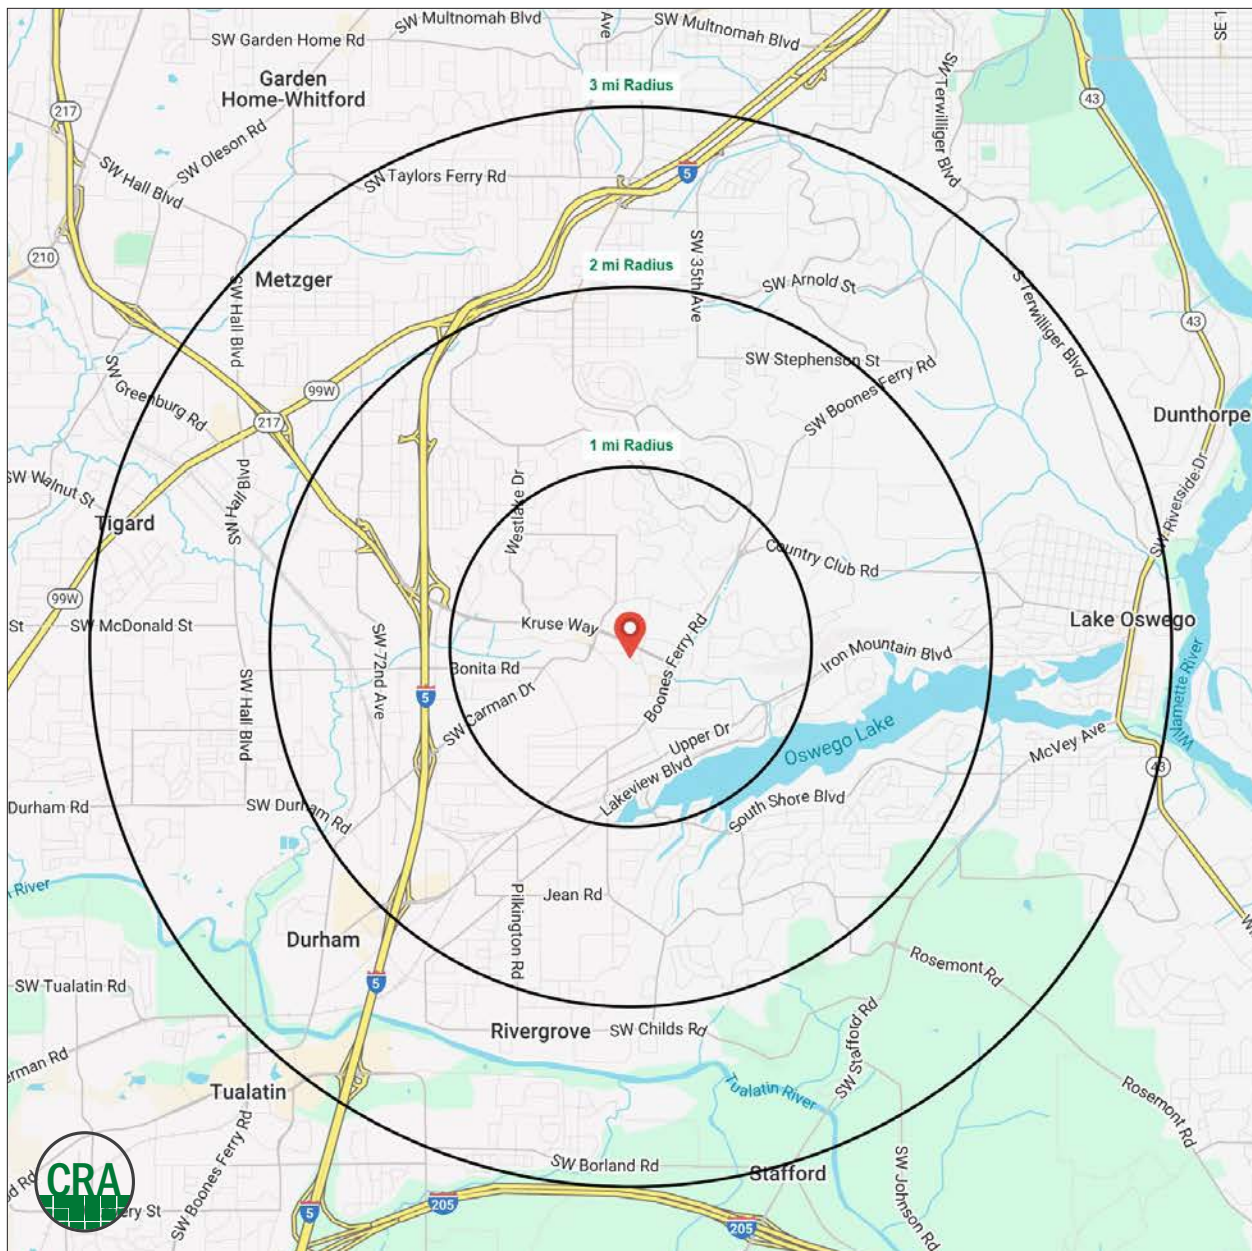 SW Multnomah Blvd
Ave
SW Multnomah Blvd
SE 1
SW Garden Home Rd
Garden
Home-Whitford
3 mi Radius
SW Terwilliger Blvd
43
217
SW Oleson Rd
SW Hall Blvd
SW Taylors Ferry Rd
5
210
Metzger
2 mi Radius
SW 35th Ave
SW Arnold St
S Terwilliger Blvd
43
SW Hall Blvd
SW Greenburg Rd
99W
217
SW Stephenson St
SW Boones Ferry Rd
Dunthorpe
1 mi Radius
SW Walnut St
SW Hall Blvd
Tigard
Westlake Dr
Country Club Rd
SW Riverside Dr
99W
St
SW McDonald St
SW 72nd Ave
Kruse Way
Boones Ferry Rd
Lake Oswego
Bonita Rd
Iron Mountain Blvd
Willamette River
SW Hall Blvd
5
SW Carman Dr
Upper Dr
Oswego Lake
McVey Ave
43
Lakeview Blvd
South Shore Blvd
Durham Rd
SW Durham Rd
River
Pilkington Rd
Jean Rd
Durham
Rosemont Rd
SW Tualatin Rd
5
Rivergrove
SW Childs Rd
SW Stafford Rd
erman Rd
Tualatin
Tualatin River
Rosemont Rd
SW Boones Ferry Rd
SW Borland Rd
Stafford
SW Johnson Rd
CRA
Rd
ery St
5
205
205